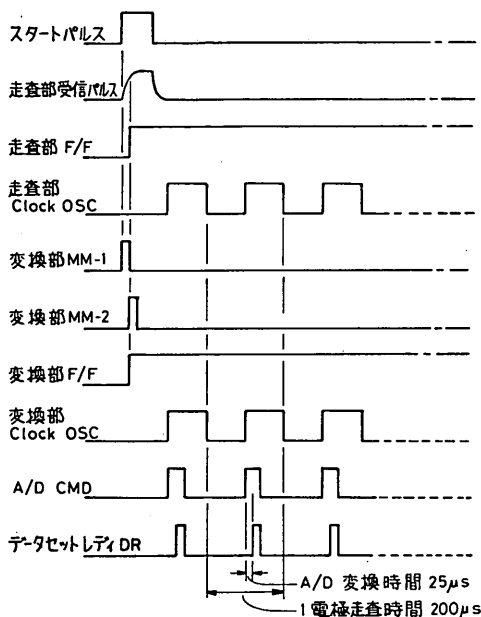 スタートパルス
走査部受信パルス
走査部 F/F
走査部
Clock OSC
変換部MM-1
変換部MM-2
変換部F/F
変換部
Clock OSC
A/D CMD
データセットレディDR
A/D 変換時間 25μs
1電極走査時間 200μs